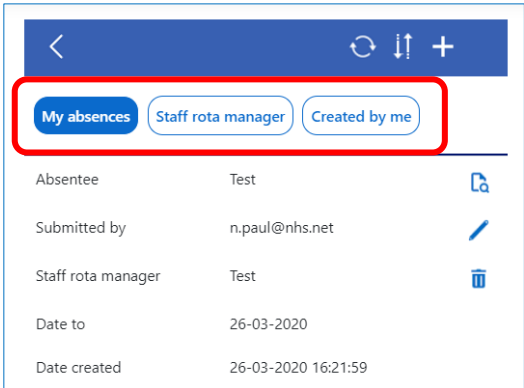 My absences Staff rota manager Created by me
Absentee Test
Submitted by n.paul@nhs.net
Staff rota manager Test
Date to 26-03-2020
Date created 26-03-2020 16:21:59